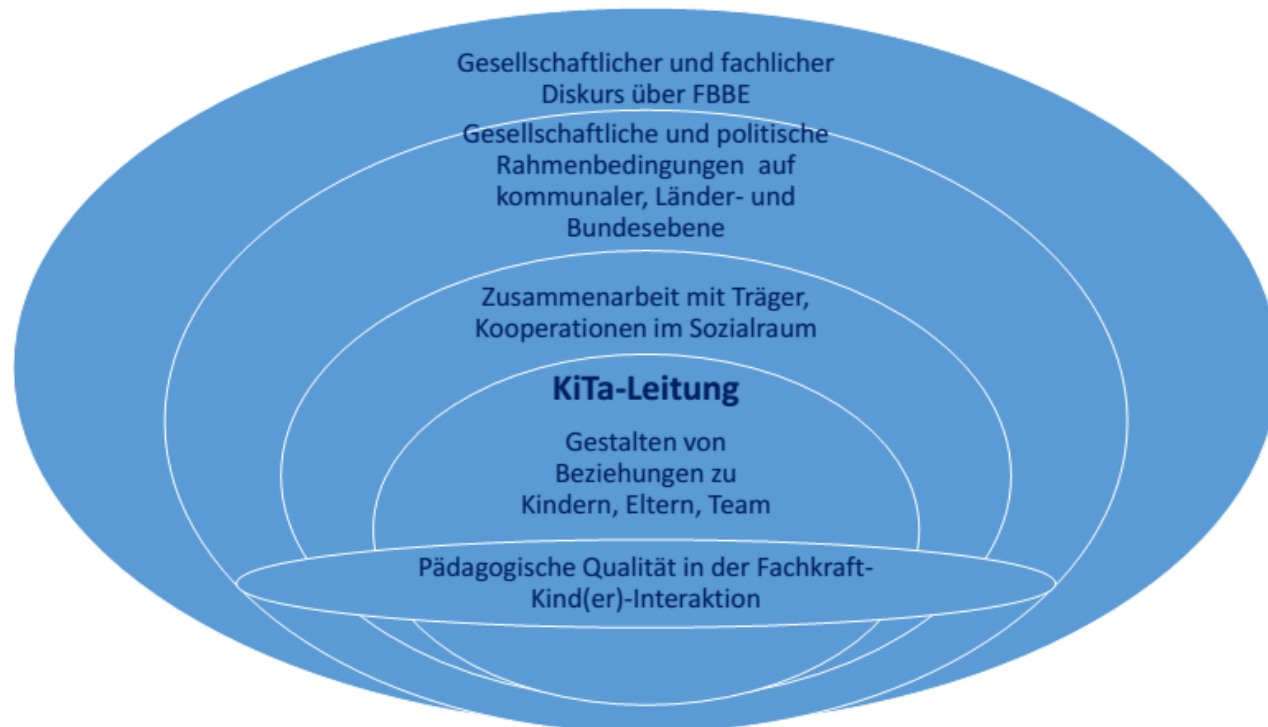 Gesellschaftlicher und fachlicher
Diskurs über FBBE
Gesellschaftliche und politische
Rahmenbedingungen auf
kommunaler, Länder- und
Bundesebene
Zusammenarbeit mit Träger,
Kooperationen im Sozialraum
KiTa-Leitung
Gestalten von
Beziehungen zu
Kindern, Eltern, Team
Pädagogische Qualität in der Fachkraft-
Kind(er)-Interaktion